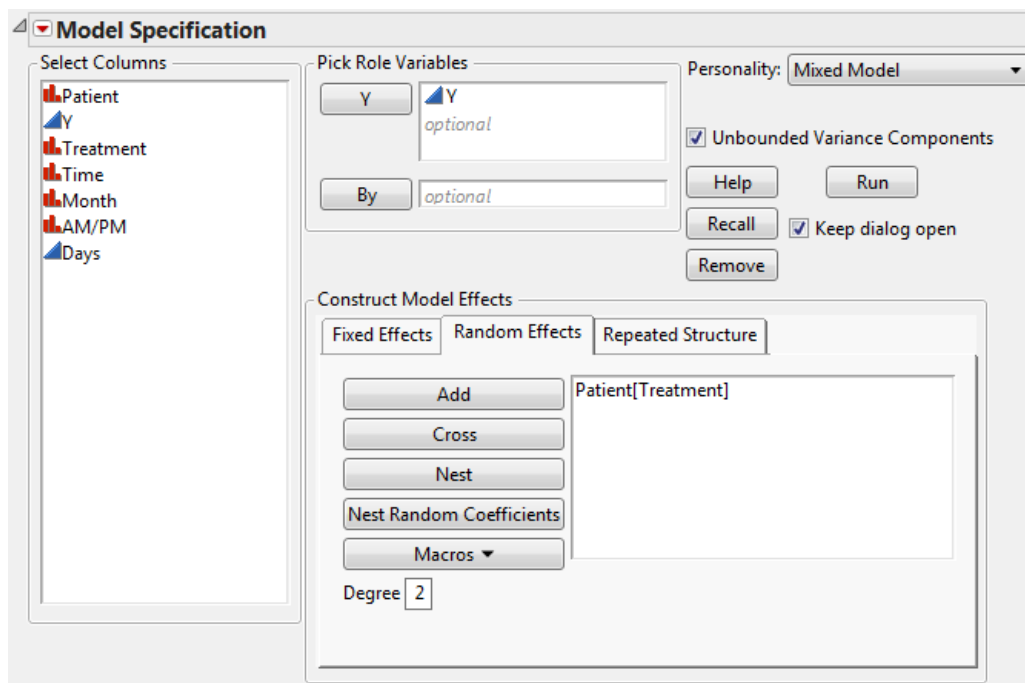 Model Specification
Select Columns
Patient
Y
Treatment
Time
Month
AM/PM
Days
Pick Role Variables
Y
Y
optional
By
optional
Personality: Mixed Model
Unbounded Variance Components
Help
Run
Recall
Keep dialog open
Remove
Construct Model Effects
Fixed Effects
Random Effects
Repeated Structure
Add
Cross
Nest
Nest Random Coefficients
Macros
Degree 2
Patient[Treatment]